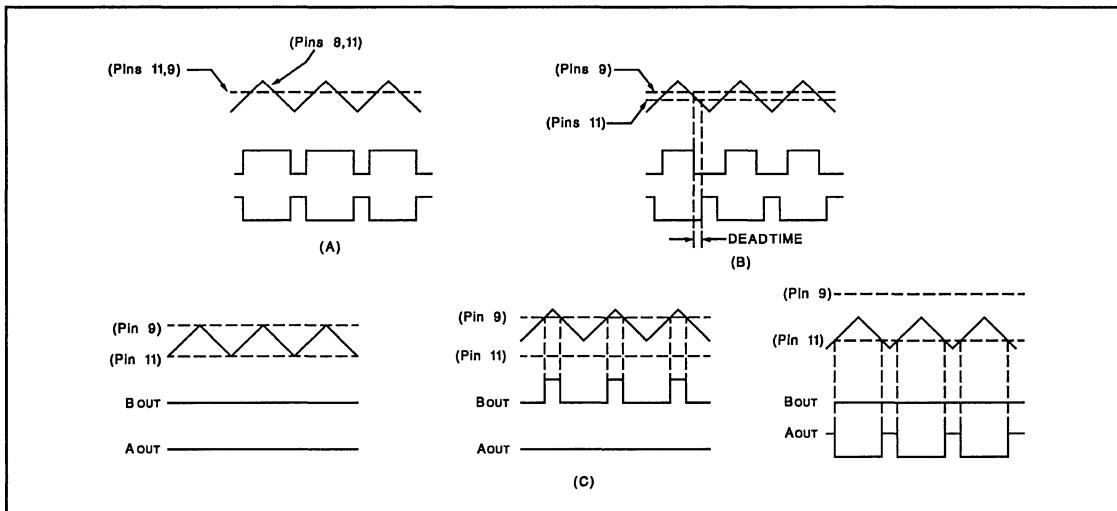 (Pins 8,11)
(Pins 11,9)
(A)
(Pins 9)
(Pins 11)
DEADTIME
(B)
(Pin 9)
(Pin 11)
BOUT
AOUT
(Pin 9)
(Pin 11)
BOUT
AOUT
(C)
(Pin 9)
(Pin 11)
BOUT
AOUT